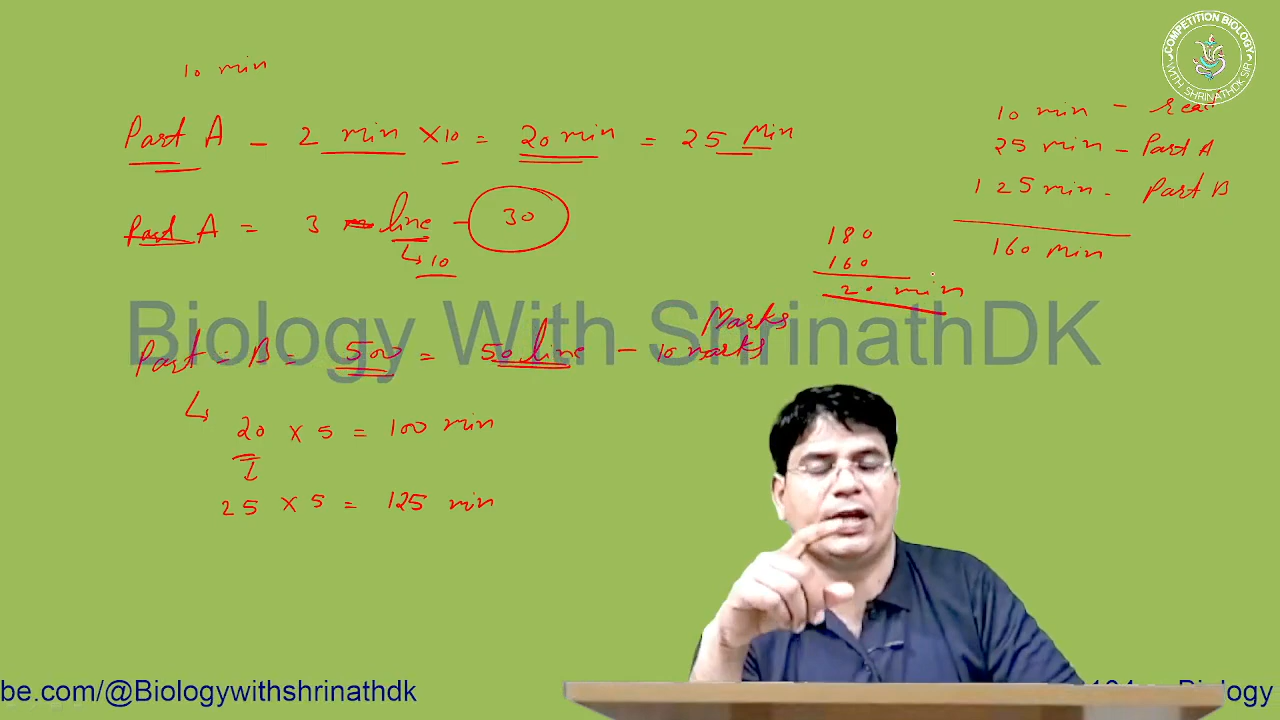 COMPETITION BIOLOGY
WITH SHRINATHDK SIR
10 min
Part A - 2 min × 10 = 20 min = 25 Min
Part A = 3 line - 30
↳ 10
Part - B = 500 = 50 line - 10 marks
Marks
↳ 20 × 5 = 100 min
↓
25 × 5 = 125 min
180
160
20 min
10 min - read
25 min - Part A
125 min - Part B
160 Min
Biology With ShrinathDK
be.com/@Biologywithshrinathdk
Biology